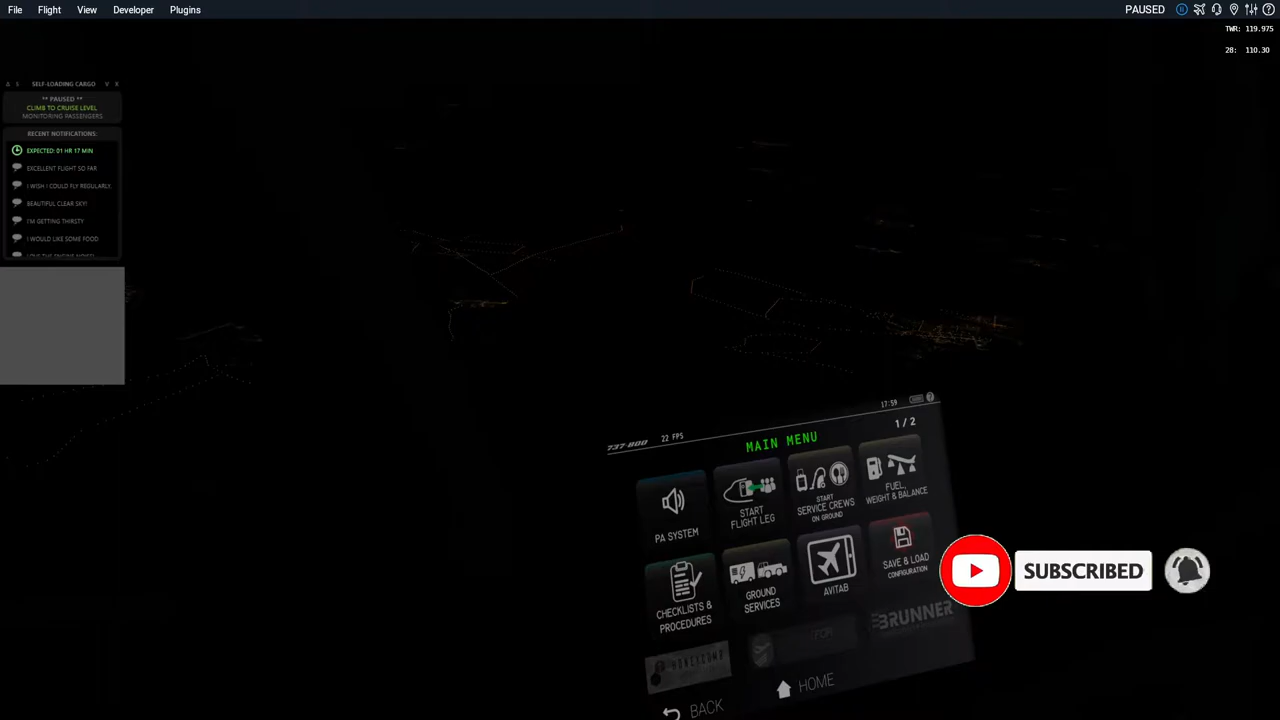 File Flight View Developer Plugins
PAUSED
TWR: 119.975
28: 110.30
SELF-LOADING CARGO
** PAUSED **
CLIMB TO CRUISE LEVEL
MONITORING PASSENGERS
RECENT NOTIFICATIONS:
EXPECTED: 01 HR 17 MIN
EXCELLENT FLIGHT SO FAR
I WISH I COULD FLY REGULARLY.
BEAUTIFUL CLEAR SKY!
I'M GETTING THIRSTY
I WOULD LIKE SOME FOOD
737-800 22 FPS
17:59
MAIN MENU
1/2
PA SYSTEM
START
FLIGHT LEG
START
SERVICE CREWS
ON GROUND
FUEL,
WEIGHT & BALANCE
CHECKLISTS &
PROCEDURES
GROUND
SERVICES
AVITAB
SAVE & LOAD
CONFIGURATION
SUBSCRIBED
HONEYCOMB
FOR
BRUNNER
BACK
HOME